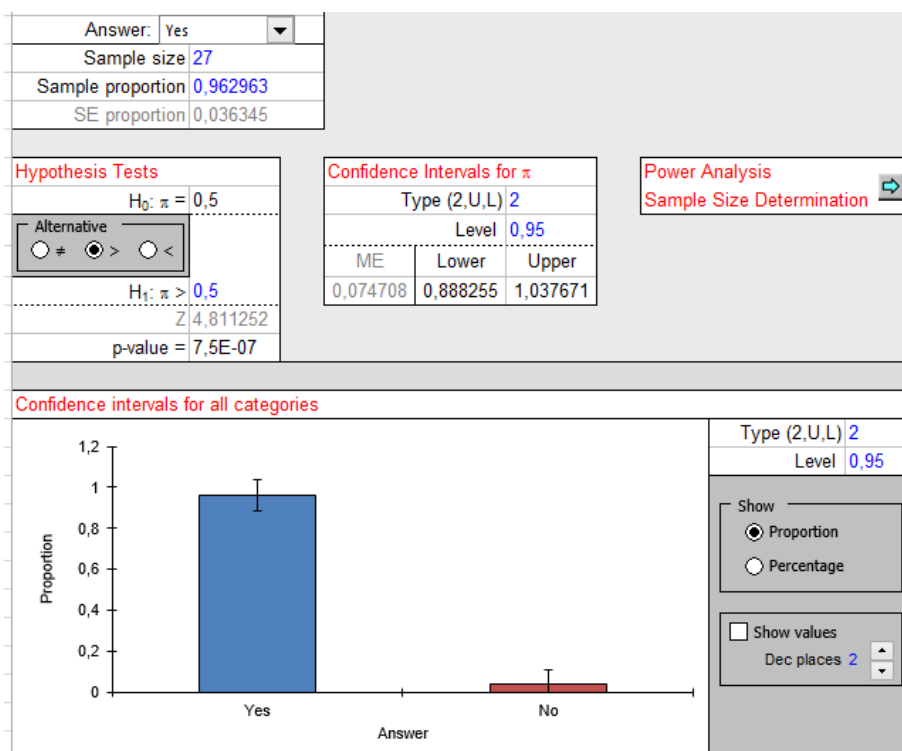 Answer: Yes
Sample size 27
Sample proportion 0,962963
SE proportion 0,036345
Hypothesis Tests
H₀: π = 0,5
Alternative
≠ > <
H₁: π > 0,5
Z 4,811252
p-value = 7,5E-07
Confidence Intervals for π
Type (2,U,L) 2
Level 0,95
ME Lower Upper
0,074708 0,888255 1,037671
Power Analysis
Sample Size Determination
Confidence intervals for all categories
1,2
1
0,8
0,6
0,4
0,2
0
Proportion
Yes No
Answer
Type (2,U,L) 2
Level 0,95
Show
Proportion
Percentage
Show values
Dec places 2